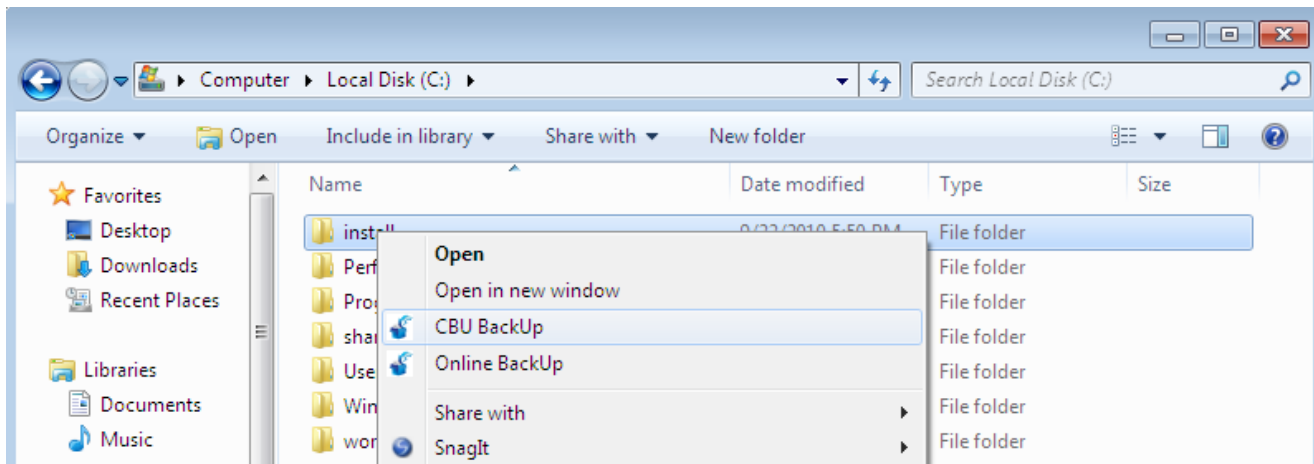 Computer Local Disk (C:) Search Local Disk (C:)
Organize Open Include in library Share with New folder
Name Date modified Type Size
Favorites
Desktop
Downloads
Recent Places
Libraries
Documents
Music
install File folder
Perf File folder
File folder
File folder
File folder
File folder
File folder
Open
Open in new window
CBU BackUp
Online BackUp
Share with
SnagIt